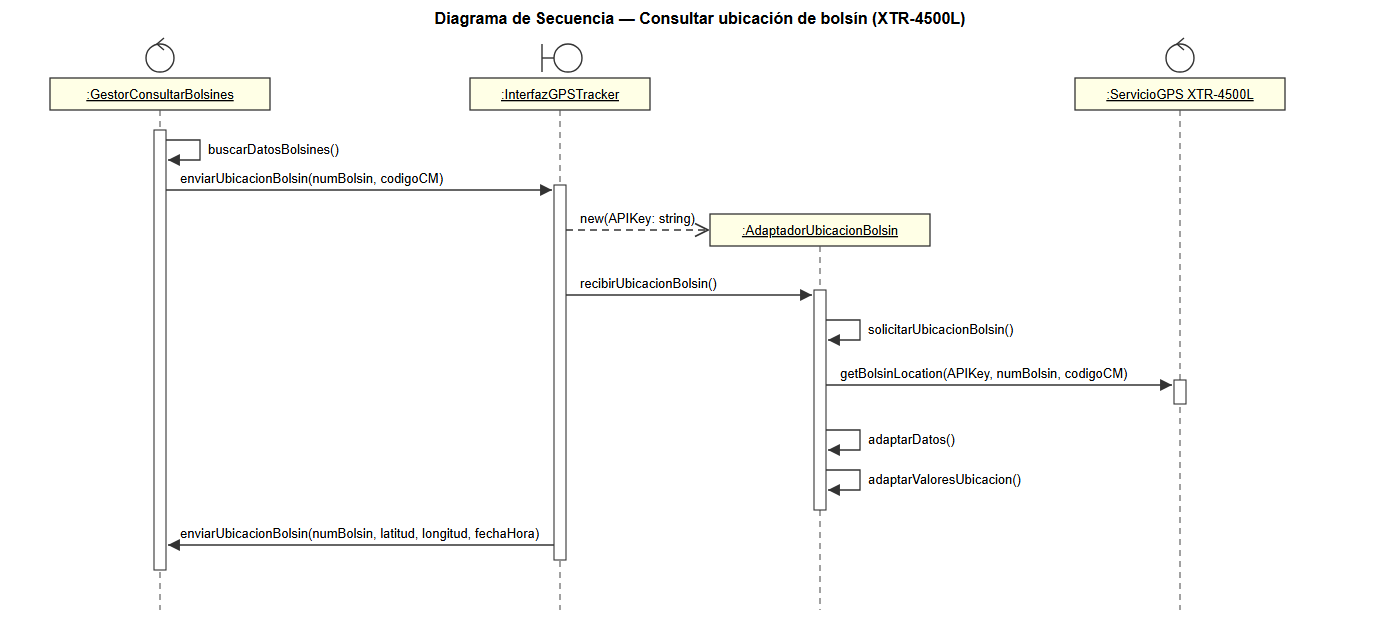 Diagrama de Secuencia — Consultar ubicación de bolsín (XTR-4500L)
:GestorConsultarBolsines
:InterfazGPSTracker
:ServicioGPS XTR-4500L
buscarDatosBolsines()
enviarUbicacionBolsin(numBolsin, codigoCM)
new(APIKey: string)
:AdaptadorUbicacionBolsin
recibirUbicacionBolsin()
solicitarUbicacionBolsin()
getBolsinLocation(APIKey, numBolsin, codigoCM)
adaptarDatos()
adaptarValoresUbicacion()
enviarUbicacionBolsin(numBolsin, latitud, longitud, fechaHora)